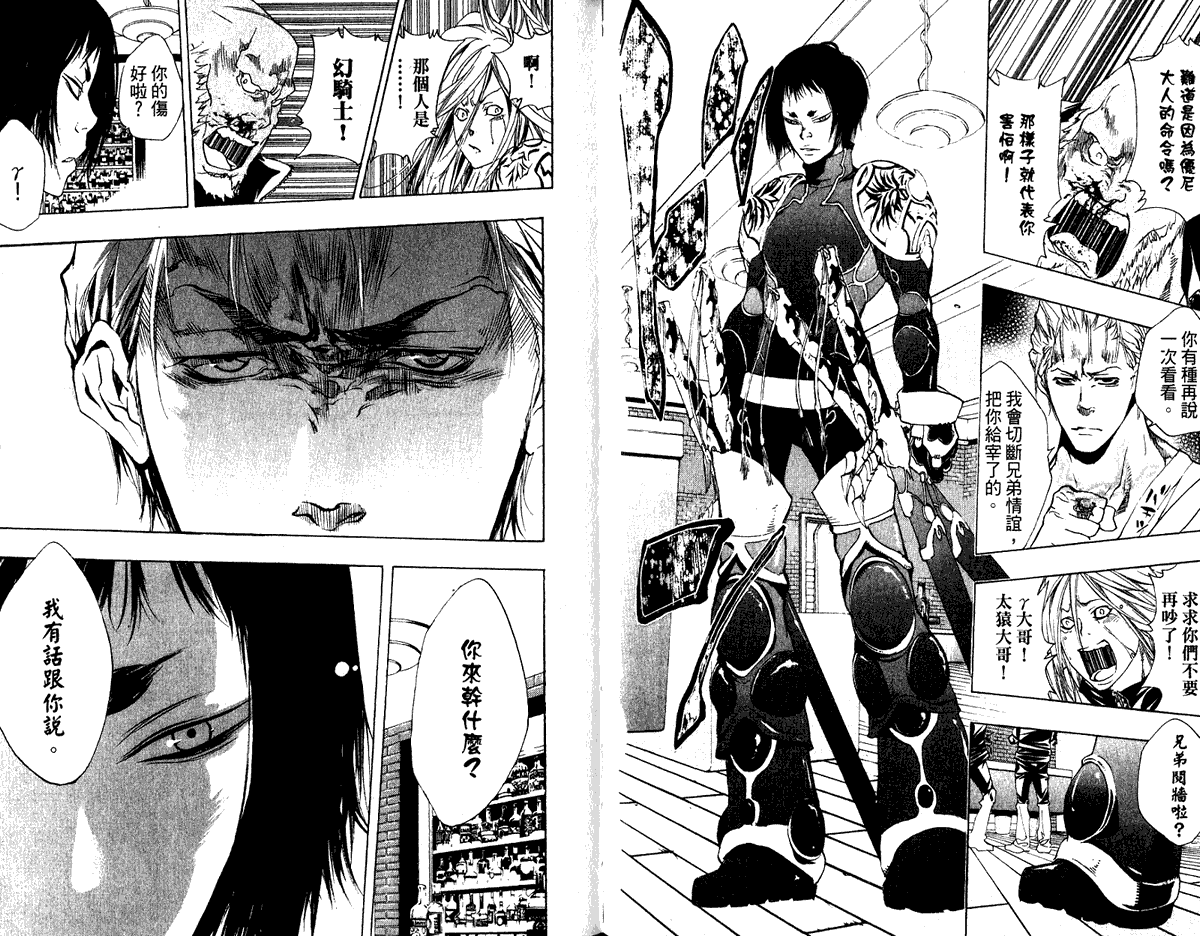 難道是因為優尼
大人的命令嗎？
那樣子就代表你
害怕啊！
你有種再說
一次看看。
我會切斷兄弟情誼，
把你給宰了的。
求求你們不要
再吵了！
γ大哥！
太猿大哥！
兄弟鬩牆啦？
啊！
那個人是
……！
幻騎士！
你的傷
好啦？
γ！
你來幹什麼？
我有話跟你說。